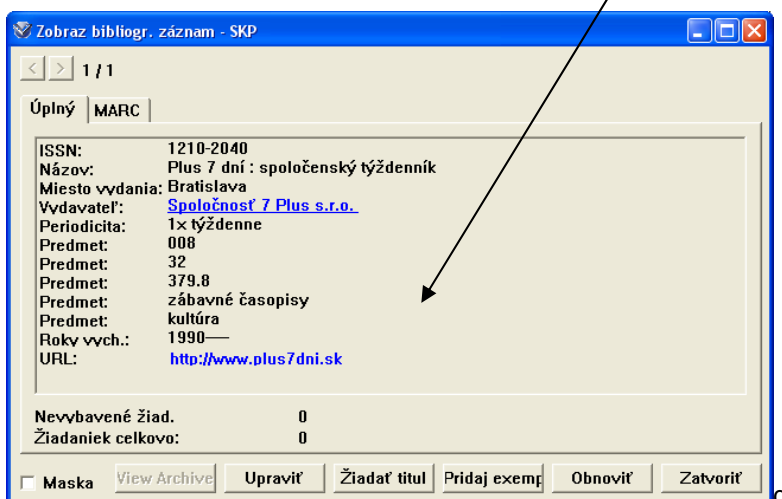 Zobraz bibliogr. záznam - SKP
< > 1 / 1
Úplný MARC
ISSN: 1210-2040
Názov: Plus 7 dní : spoločenský týždenník
Miesto vydania: Bratislava
Vydavateľ: Spoločnosť 7 Plus s.r.o.
Periodicita: 1x týždenne
Predmet: 008
Predmet: 32
Predmet: 379.8
Predmet: zábavné časopisy
Predmet: kultúra
Roky vych.: 1990—
URL: http://www.plus7dni.sk
Nevybavené žiad. 0
Žiadaniek celkovo: 0
Maska View Archive Upraviť Žiadať titul Pridaj exemp Obnoviť Zatvoriť